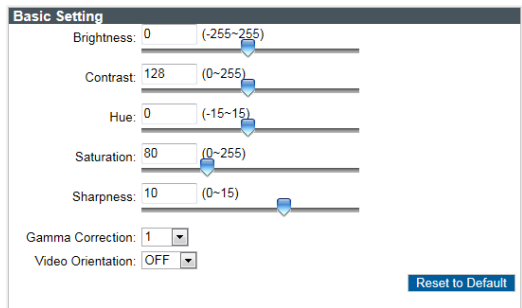 Basic Setting
Brightness: 0 (-255~255)
Contrast: 128 (0~255)
Hue: 0 (-15~15)
Saturation: 80 (0~255)
Sharpness: 10 (0~15)
Gamma Correction: 1
Video Orientation: OFF
Reset to Default